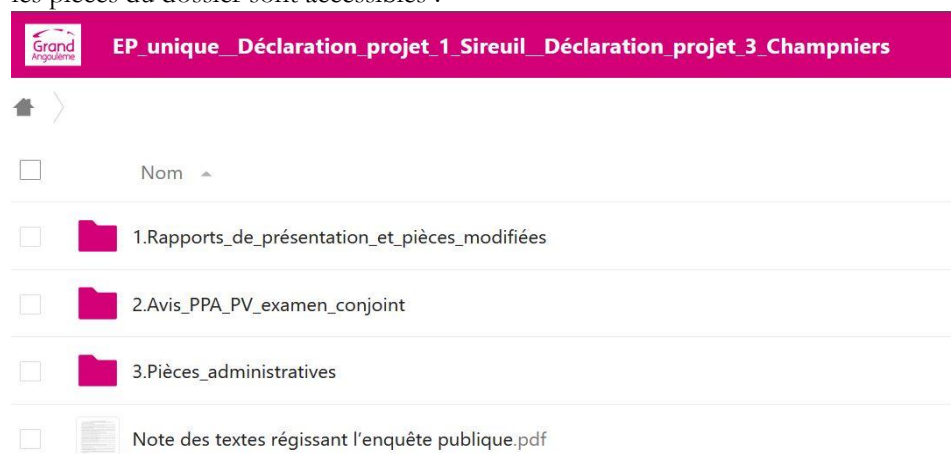 les pièces du dossier sont accessibles :
Grand
Angoulême
EP_unique__Déclaration_projet_1_Sireuil__Déclaration_projet_3_Champniers
Nom
1.Rapports_de_présentation_et_pièces_modifiées
2.Avis_PPA_PV_examen_conjoint
3.Pièces_administratives
Note des textes régissant l’enquête publique.pdf